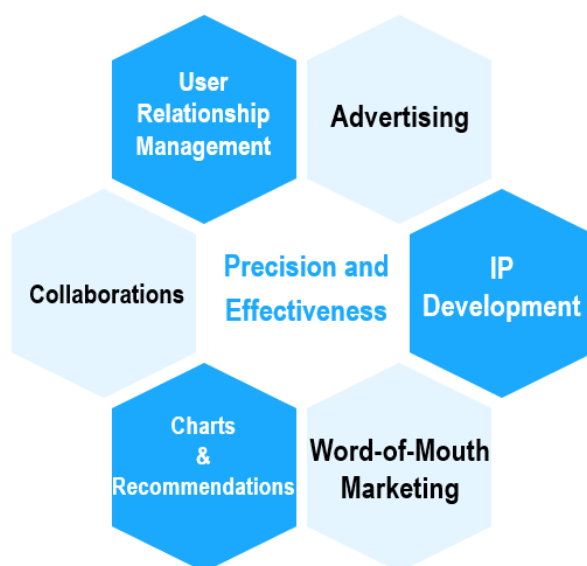 User
Relationship
Management
Advertising
Collaborations
Precision and
Effectiveness
IP
Development
Charts
&
Recommendations
Word-of-Mouth
Marketing